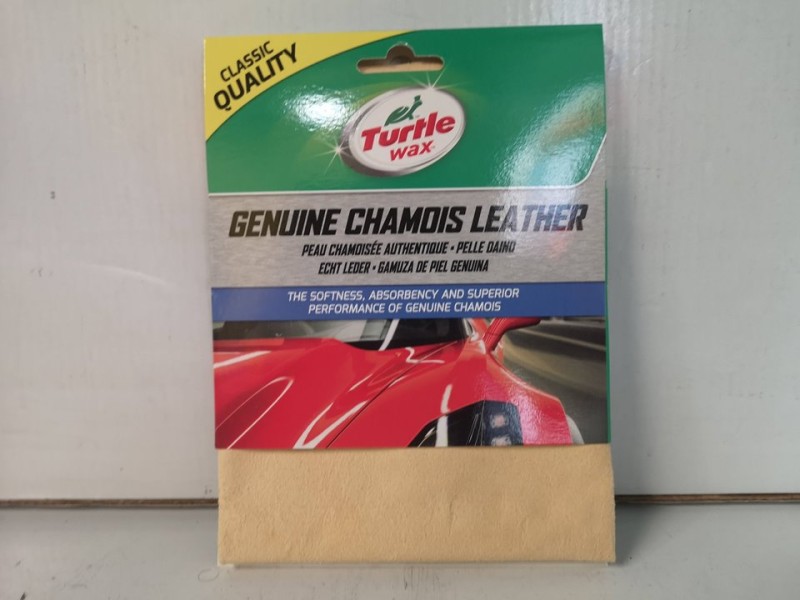 CLASSIC
QUALITY
Turtle
wax
GENUINE CHAMOIS LEATHER
PEAU CHAMOISÉE AUTHENTIQUE • PELLE DAINO
ECHT LEDER • GAMUZA DE PIEL GENUINA
THE SOFTNESS, ABSORBENCY AND SUPERIOR
PERFORMANCE OF GENUINE CHAMOIS